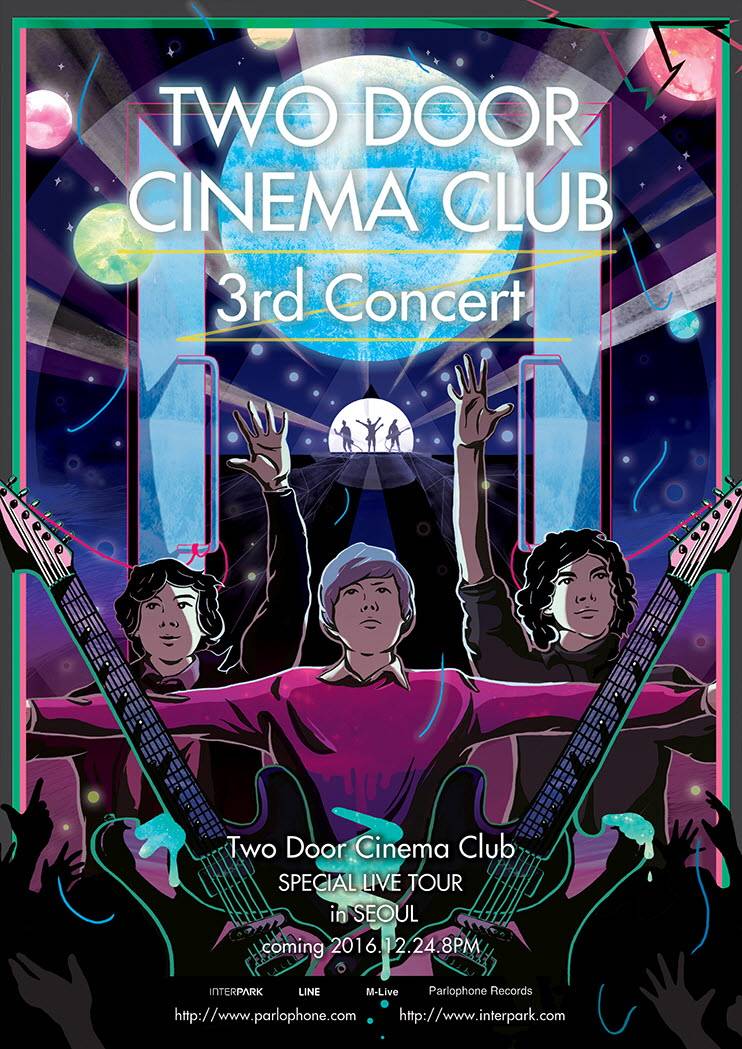 TWO DOOR
CINEMA CLUB
3rd Concert
Two Door Cinema Club
SPECIAL LIVE TOUR
in SEOUL
coming 2016.12.24.8PM
INTERPARK LINE M-Live Parlophone Records
http://www.parlophone.com http://www.interpark.com